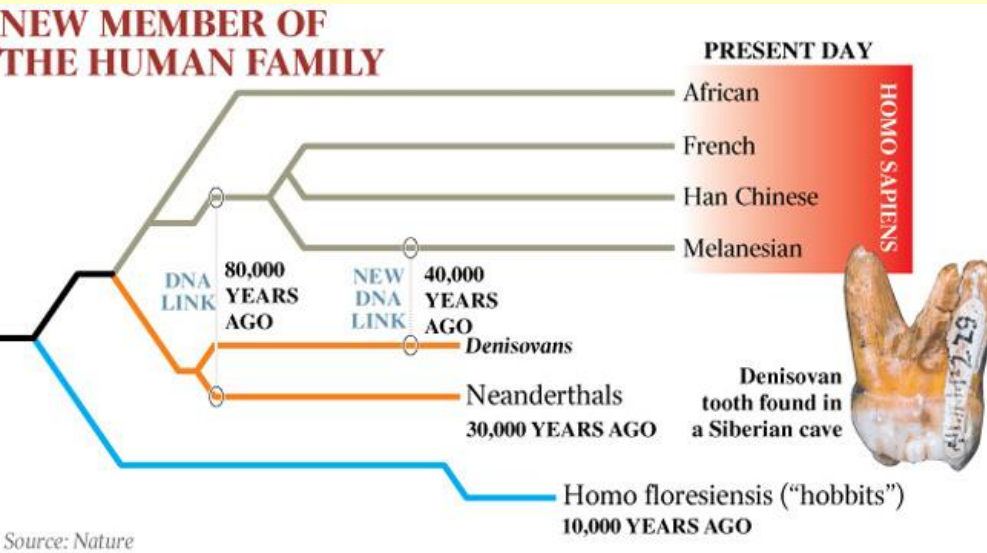 NEW MEMBER OF
THE HUMAN FAMILY
PRESENT DAY
African
French
Han Chinese
Melanesian
HOMO SAPIENS
DNA
LINK
80,000
YEARS
AGO
NEW
DNA
LINK
40,000
YEARS
AGO
Denisovans
Neanderthals
30,000 YEARS AGO
Denisovan
tooth found in
a Siberian cave
Homo floresiensis (“hobbits”)
10,000 YEARS AGO
Source: Nature